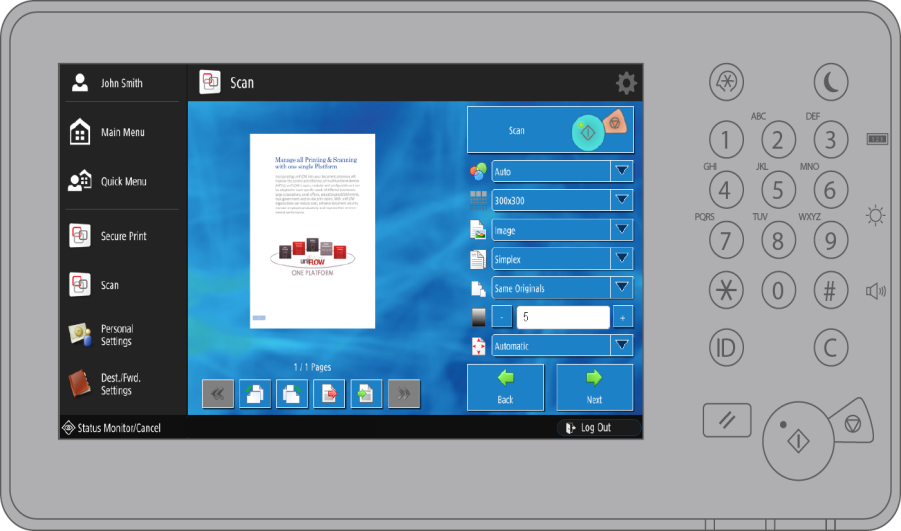 John Smith
Main Menu
Quick Menu
Secure Print
Scan
Personal
Settings
Dest./Fwd.
Settings
Status Monitor/Cancel
Scan
Manage all Printing & Scanning
with one single Platform
uniFLOW
ONE PLATFORM
1 / 1 Pages
Scan
Auto
300x300
Image
Simplex
Same Originals
- 5 +
Automatic
Back
Next
Log Out
ABC DEF
1 2 3
GHI JKL MNO
4 5 6
PQRS TUV WXYZ
7 8 9
0 #
ID C